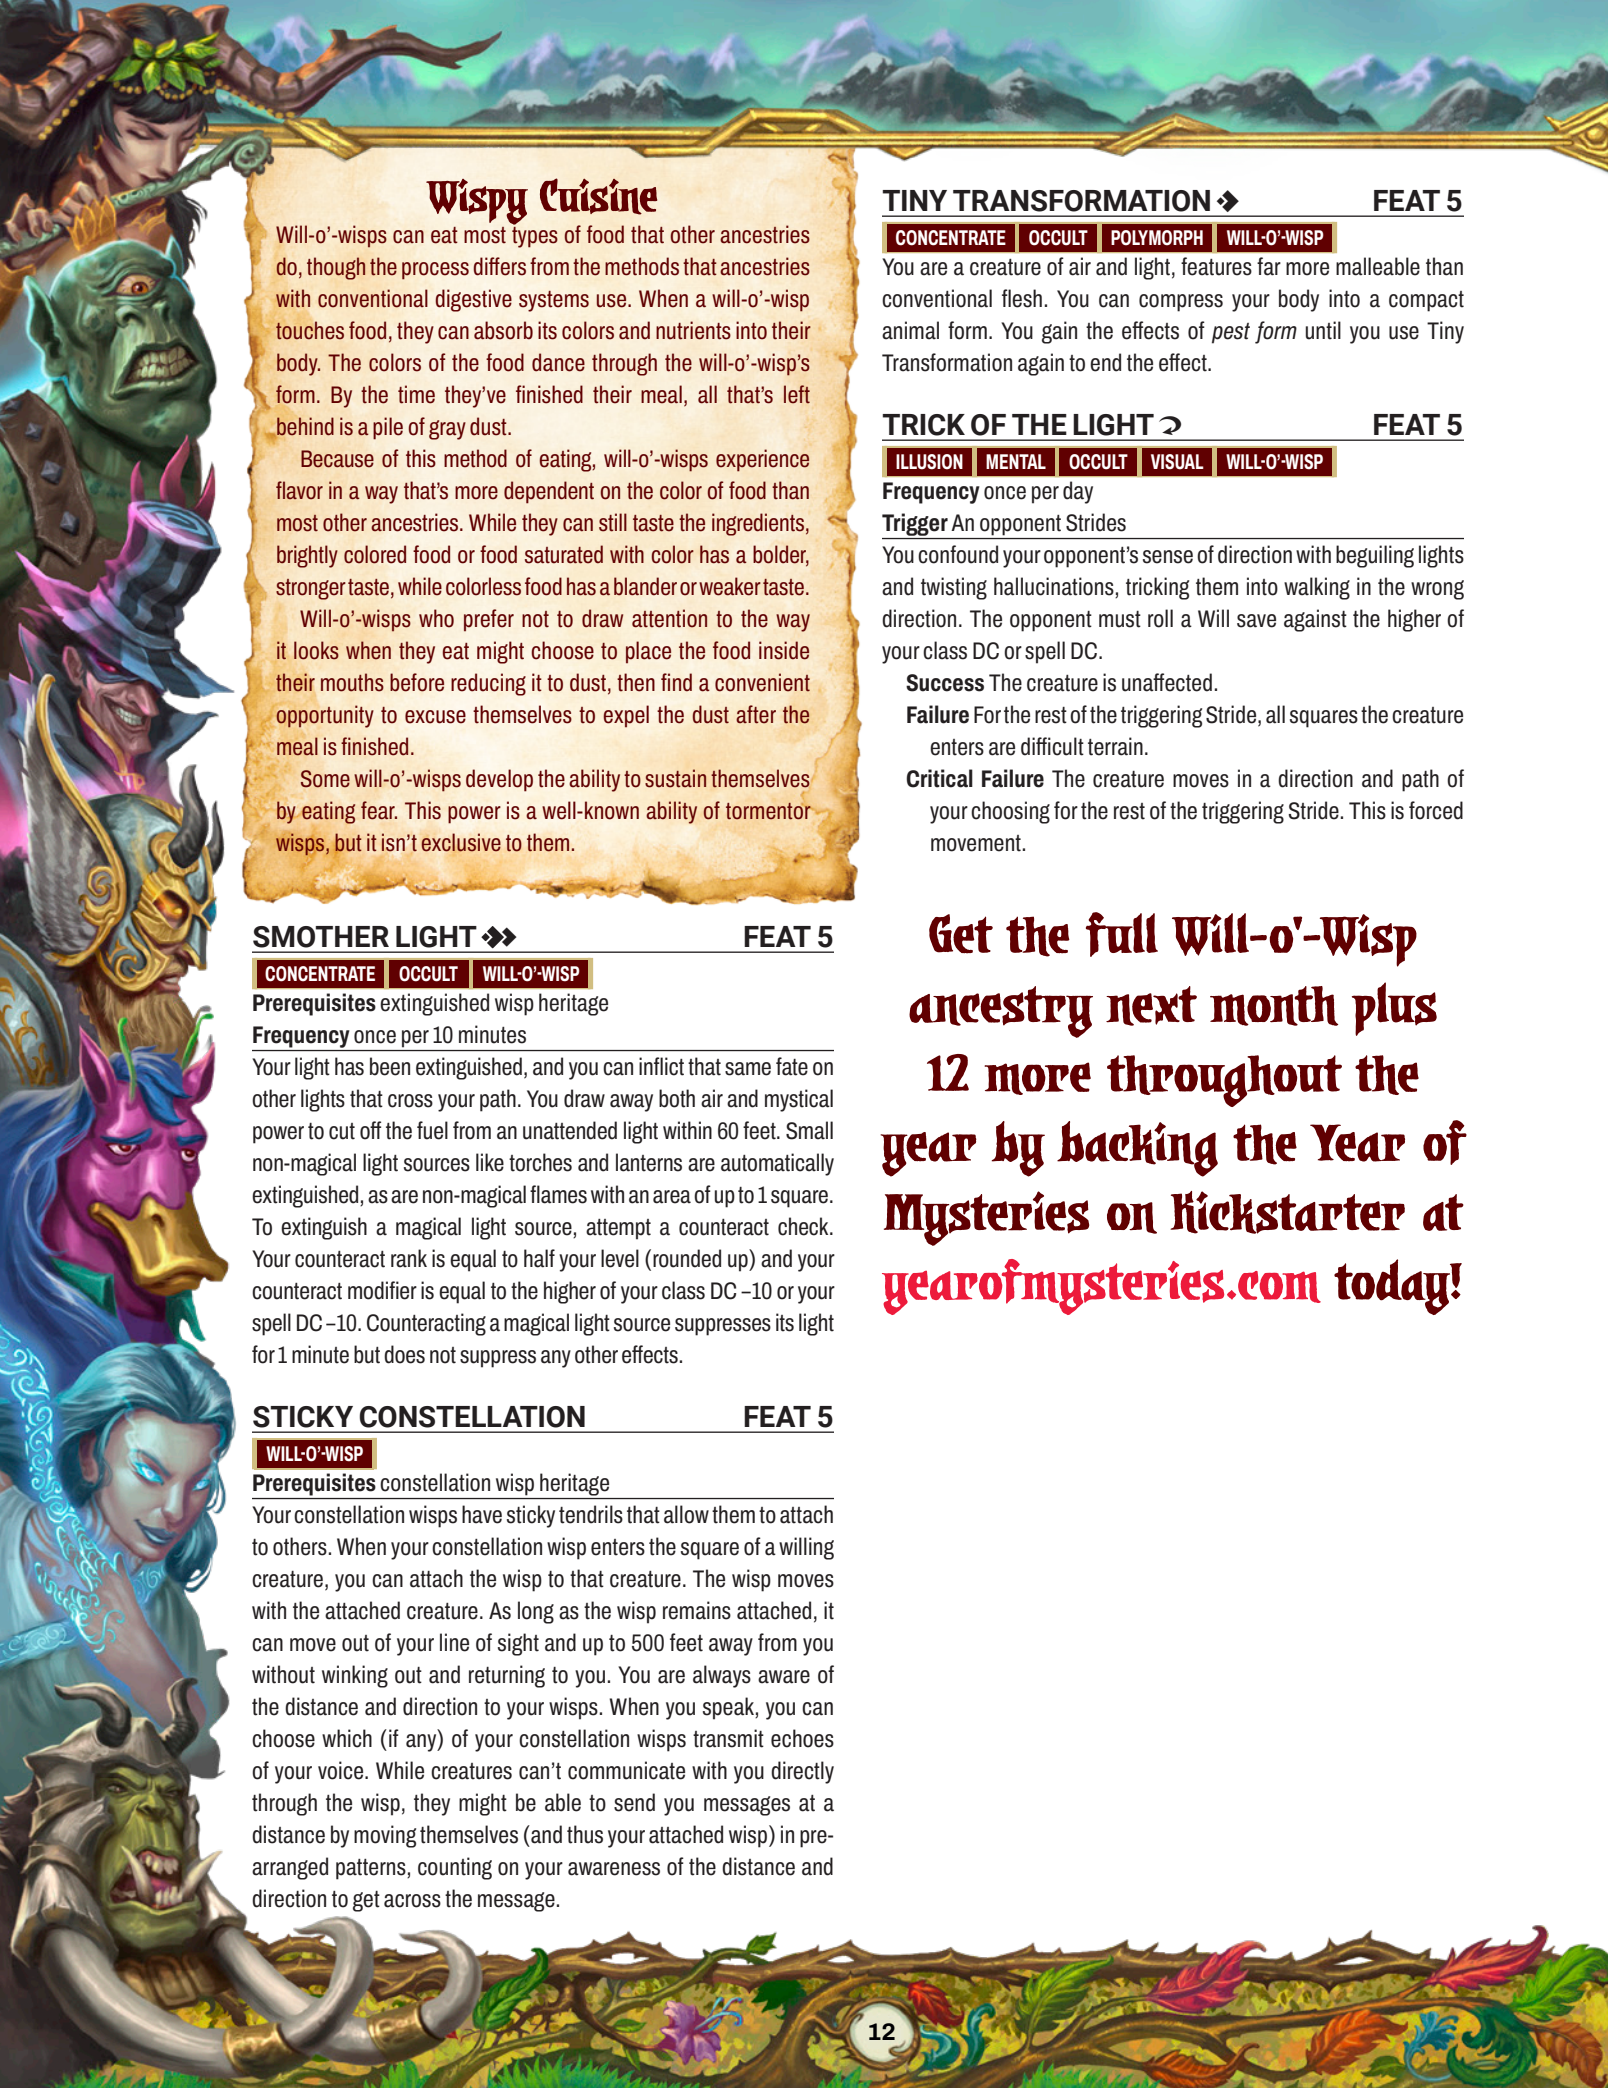 Wispy Cuisine
Will-o'-wisps can eat most types of food that other ancestries
do, though the process differs from the methods that ancestries
with conventional digestive systems use. When a will-o'-wisp
touches food, they can absorb its colors and nutrients into their
body. The colors of the food dance through the will-o'-wisp's
form. By the time they've finished their meal, all that's left
behind is a pile of gray dust.
Because of this method of eating, will-o'-wisps experience
flavor in a way that's more dependent on the color of food than
most other ancestries. While they can still taste the ingredients,
brightly colored food or food saturated with color has a bolder,
stronger taste, while colorless food has a blander or weaker taste.
Will-o'-wisps who prefer not to draw attention to the way
it looks when they eat might choose to place the food inside
their mouths before reducing it to dust, then find a convenient
opportunity to excuse themselves to expel the dust after the
meal is finished.
Some will-o'-wisps develop the ability to sustain themselves
by eating fear. This power is a well-known ability of tormentor
wisps, but it isn't exclusive to them.
SMOTHER LIGHT FEAT 5
CONCENTRATE OCCULT WILL-O'-WISP
Prerequisites extinguished wisp heritage
Frequency once per 10 minutes
Your light has been extinguished, and you can inflict that same fate on
other lights that cross your path. You draw away both air and mystical
power to cut off the fuel from an unattended light within 60 feet. Small
non-magical light sources like torches and lanterns are automatically
extinguished, as are non-magical flames with an area of up to 1 square.
To extinguish a magical light source, attempt a counteract check.
Your counteract rank is equal to half your level (rounded up) and your
counteract modifier is equal to the higher of your class DC –10 or your
spell DC –10. Counteracting a magical light source suppresses its light
for 1 minute but does not suppress any other effects.
STICKY CONSTELLATION FEAT 5
WILL-O'-WISP
Prerequisites constellation wisp heritage
Your constellation wisps have sticky tendrils that allow them to attach
to others. When your constellation wisp enters the square of a willing
creature, you can attach the wisp to that creature. The wisp moves
with the attached creature. As long as the wisp remains attached, it
can move out of your line of sight and up to 500 feet away from you
without winking out and returning to you. You are always aware of
the distance and direction to your wisps. When you speak, you can
choose which (if any) of your constellation wisps transmit echoes
of your voice. While creatures can't communicate with you directly
through the wisp, they might be able to send you messages at a
distance by moving themselves (and thus your attached wisp) in pre-
arranged patterns, counting on your awareness of the distance and
direction to get across the message.
TINY TRANSFORMATION FEAT 5
CONCENTRATE OCCULT POLYMORPH WILL-O'-WISP
You are a creature of air and light, features far more malleable than
conventional flesh. You can compress your body into a compact
animal form. You gain the effects of pest form until you use Tiny
Transformation again to end the effect.
TRICK OF THE LIGHT FEAT 5
ILLUSION MENTAL OCCULT VISUAL WILL-O'-WISP
Frequency once per day
Trigger An opponent Strides
You confound your opponent's sense of direction with beguiling lights
and twisting hallucinations, tricking them into walking in the wrong
direction. The opponent must roll a Will save against the higher of
your class DC or spell DC.
Success The creature is unaffected.
Failure For the rest of the triggering Stride, all squares the creature
enters are difficult terrain.
Critical Failure The creature moves in a direction and path of
your choosing for the rest of the triggering Stride. This is forced
movement.
Get the full Will-o'-Wisp
ancestry next month plus
12 more throughout the
year by backing the Year of
Mysteries on Kickstarter at
yearofmysteries.com today!
12